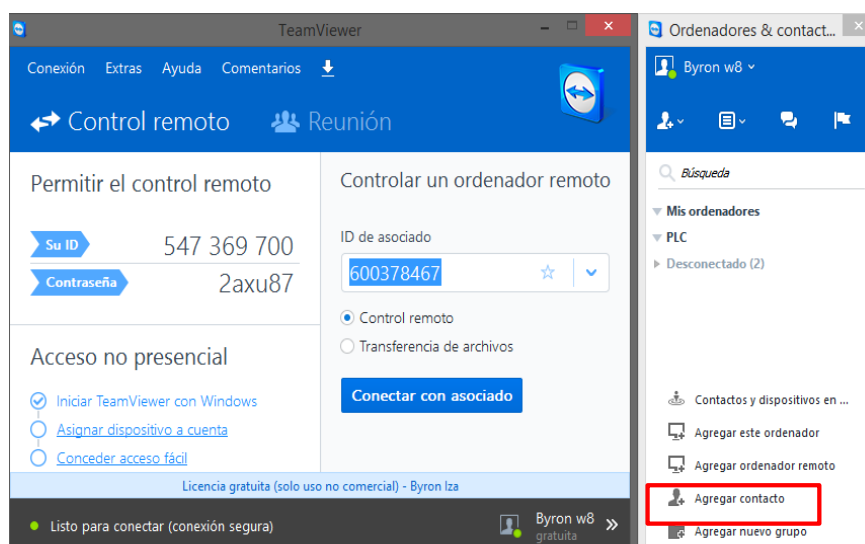 TeamViewer
Conexión Extras Ayuda Comentarios
Control remoto Reunión
Permitir el control remoto
Su ID 547 369 700
Contraseña 2axu87
Acceso no presencial
Iniciar TeamViewer con Windows
Asignar dispositivo a cuenta
Conceder acceso fácil
Controlar un ordenador remoto
ID de asociado
600378467
Control remoto
Transferencia de archivos
Conectar con asociado
Licencia gratuita (solo uso no comercial) - Byron Iza
Listo para conectar (conexión segura)
Byron w8
gratuita
Ordenadores & contact...
Byron w8
Búsqueda
Mis ordenadores
PLC
Desconectado (2)
Contactos y dispositivos en ...
Agregar este ordenador
Agregar ordenador remoto
Agregar contacto
Agregar nuevo grupo